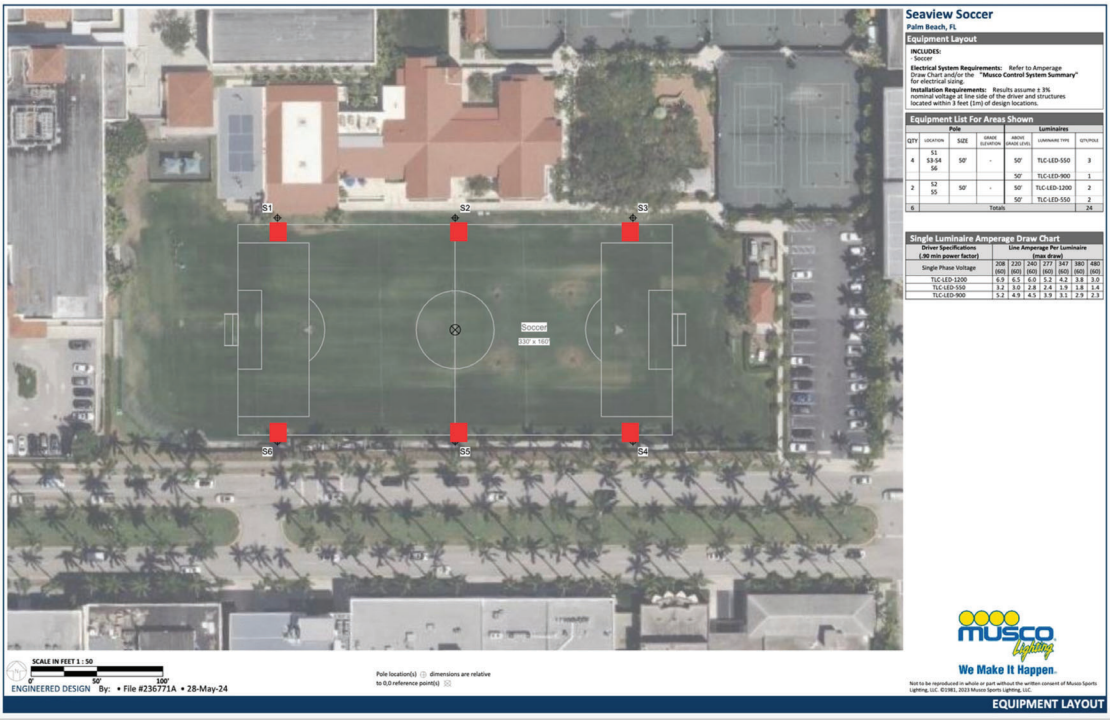 Seaview Soccer
Palm Beach, FL
Equipment Layout
INCLUDES:
· Soccer
Electrical System Requirements: Refer to Amperage
Draw Chart and/or the "Musco Control System Summary"
for electrical sizing.
Installation Requirements: Results assume ± 3%
nominal voltage at line side of the driver and structures
located within 3 feet (1m) of design locations.
Equipment List For Areas Shown
Pole Luminaires
QTY LOCATION SIZE GRADE ELEVATION ABOVE GRADE LEVEL LUMINAIRE TYPE QTY/POLE
4 S1 S3-S4 S6 50' - 50' TLC-LED-550 3
50' TLC-LED-900 1
2 S2 S5 50' - 50' TLC-LED-1200 2
50' TLC-LED-550 2
6 Totals 24
Single Luminaire Amperage Draw Chart
Driver Specifications Line Amperage Per Luminaire
(.90 min power factor) (max draw)
Single Phase Voltage 208 (60) 220 (60) 240 (60) 277 (60) 347 (60) 380 (60) 480 (60)
TLC-LED-1200 6.9 6.5 6.0 5.2 4.2 3.8 3.0
TLC-LED-550 3.2 3.0 2.8 2.4 1.9 1.8 1.4
TLC-LED-900 5.2 4.9 4.5 3.9 3.1 2.9 2.3
S1 S2 S3
Soccer
330' x 160'
S6 S5 S4
musco
Lighting
We Make It Happen.
SCALE IN FEET 1 : 50
0' 50' 100'
ENGINEERED DESIGN By: • File #236771A • 28-May-24
Pole location(s) dimensions are relative
to 0,0 reference point(s)
Not to be reproduced in whole or part without the written consent of Musco Sports
Lighting, LLC. ©1981, 2023 Musco Sports Lighting, LLC.
EQUIPMENT LAYOUT